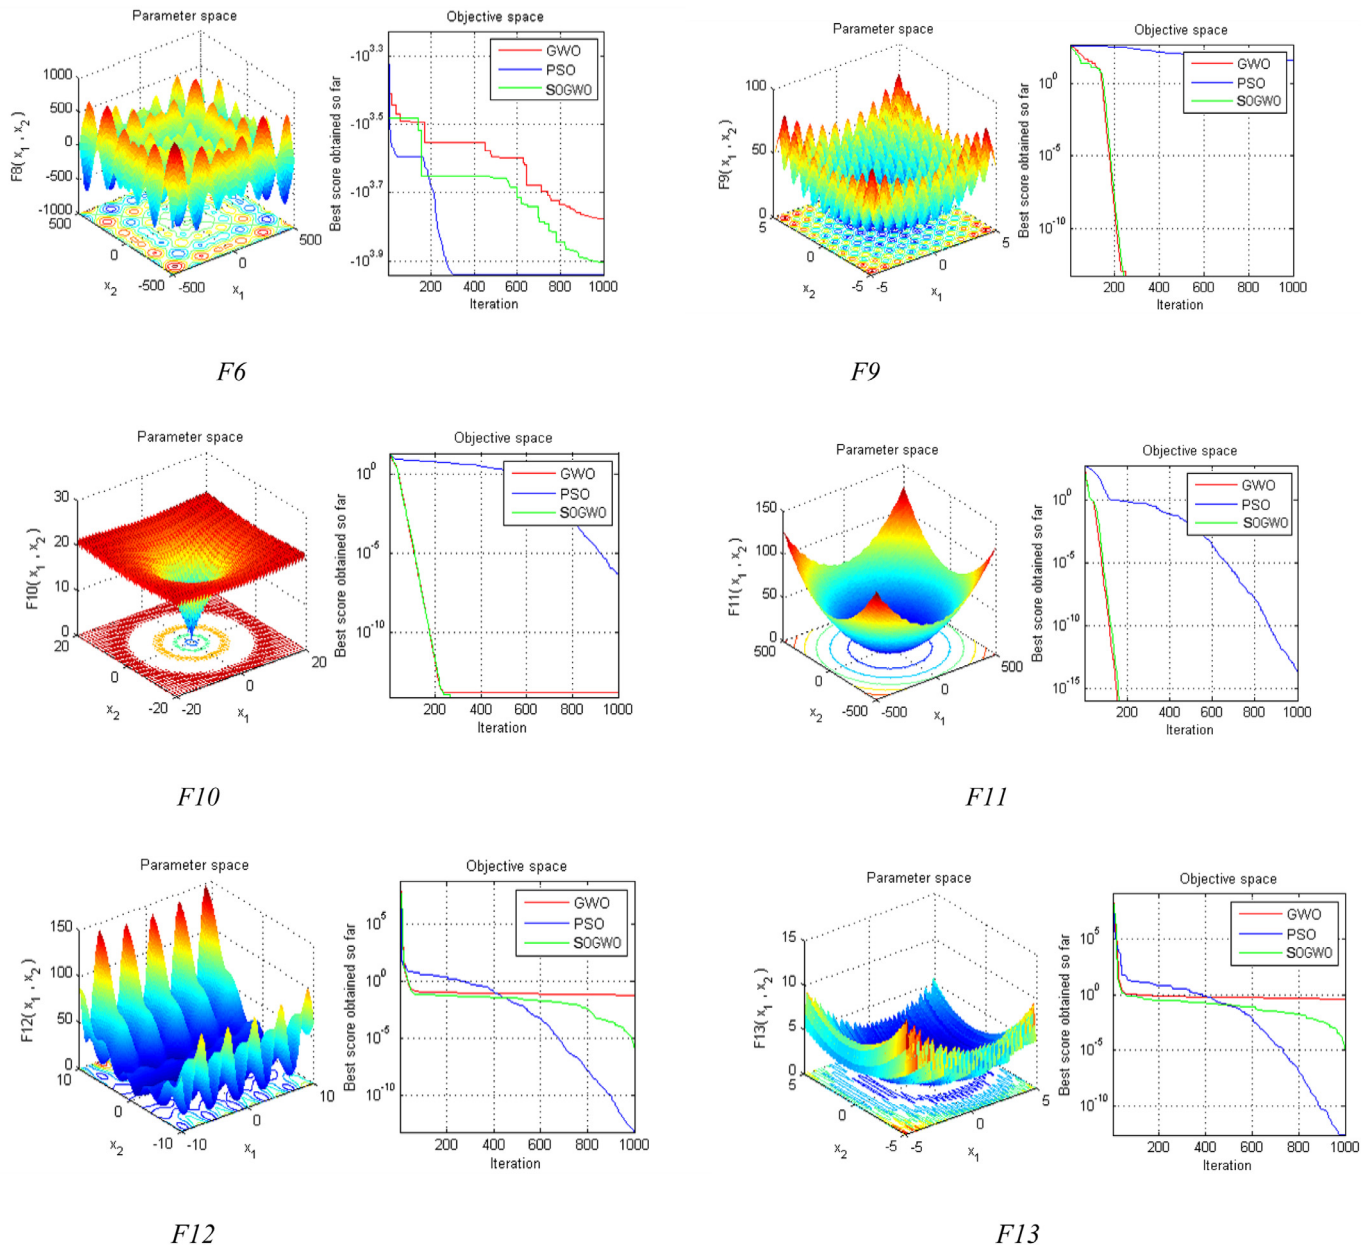 Parameter space
Objective space
F8( x1 , x2 )
1000
500
0
-500
-1000
500
0
-500
x2
-500
0
500
x1
Best score obtained so far
-10^3.3
-10^3.5
-10^3.7
-10^3.9
GWO
PSO
SOGWO
200 400 600 800 1000
Iteration
F6
Parameter space
Objective space
F9( x1 , x2 )
100
50
0
5
0
-5
x2
-5
0
5
x1
Best score obtained so far
10^0
10^-5
10^-10
GWO
PSO
SOGWO
200 400 600 800 1000
Iteration
F9
Parameter space
Objective space
F10( x1 , x2 )
30
20
10
0
20
0
-20
x2
-20
0
20
x1
Best score obtained so far
10^0
10^-5
10^-10
GWO
PSO
SOGWO
200 400 600 800 1000
Iteration
F10
Parameter space
Objective space
F11( x1 , x2 )
150
100
50
0
500
0
-500
x2
-500
0
500
x1
Best score obtained so far
10^0
10^-5
10^-10
10^-15
GWO
PSO
SOGWO
200 400 600 800 1000
Iteration
F11
Parameter space
Objective space
F12( x1 , x2 )
150
100
50
0
10
0
-10
x2
-10
0
10
x1
Best score obtained so far
10^5
10^0
10^-5
10^-10
GWO
PSO
SOGWO
200 400 600 800 1000
Iteration
F12
Parameter space
Objective space
F13( x1 , x2 )
15
10
5
0
5
0
-5
x2
-5
0
5
x1
Best score obtained so far
10^5
10^0
10^-5
10^-10
GWO
PSO
SOGWO
200 400 600 800 1000
Iteration
F13